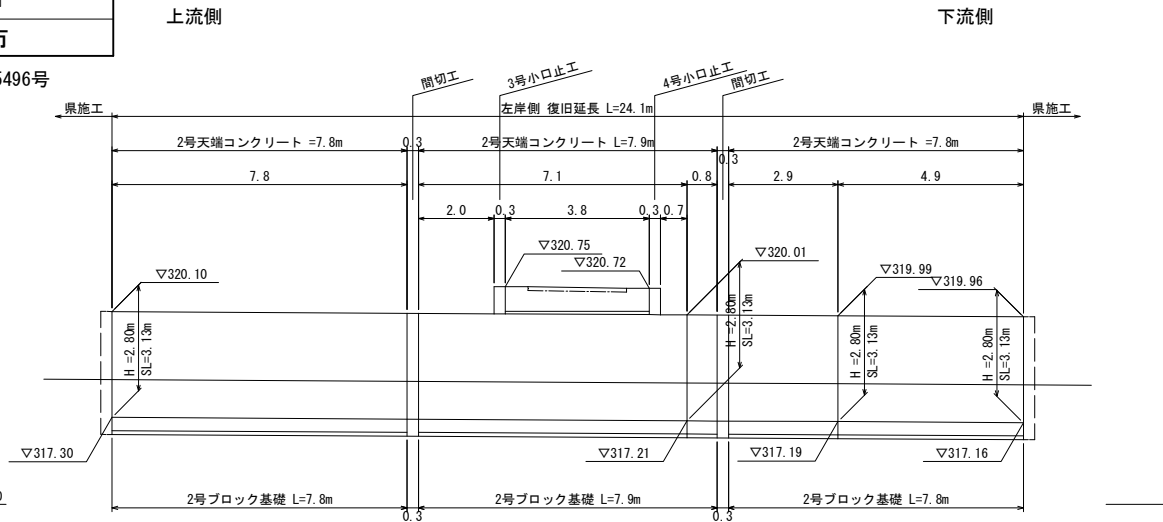 上流側
下流側
5496号
間切工
3号小口止工
4号小口止工
間切工
県施工
左岸側 復旧延長 L=24.1m
県施工
2号天端コンクリート =7.8m
0.3
2号天端コンクリート L=7.9m
0.3
2号天端コンクリート =7.8m
7.8
7.1
0.8
2.9
4.9
2.0
0.3
3.8
0.3
0.7
▽320.75
▽320.72
▽320.10
▽320.01
▽319.99
▽319.96
H =2.80m
SL=3.13m
H =2.80m
SL=3.13m
H =2.80m
SL=3.13m
H =2.80m
SL=3.13m
▽317.30
▽317.21
▽317.19
▽317.16
2号ブロック基礎 L=7.8m
0.3
2号ブロック基礎 L=7.9m
0.3
2号ブロック基礎 L=7.8m